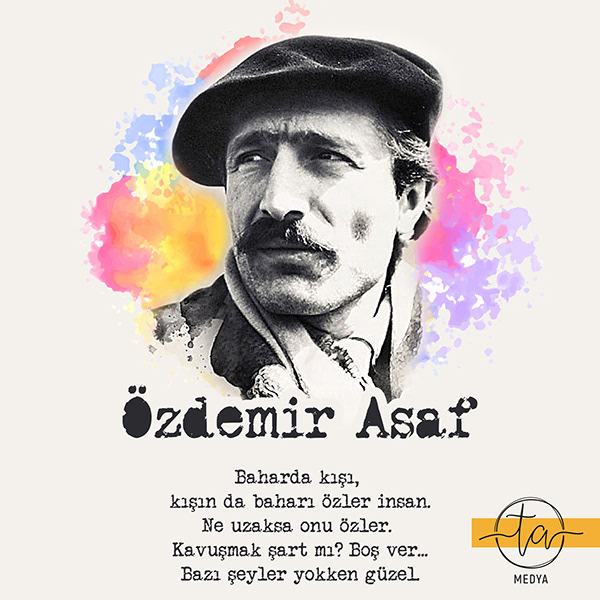 Özdemir Asaf
Baharda kışı,
kışın da baharı özler insan.
Ne uzaksa onu özler.
Kavuşmak şart mı? Boş ver...
Bazı şeyler yokken güzel.
ta
MEDYA